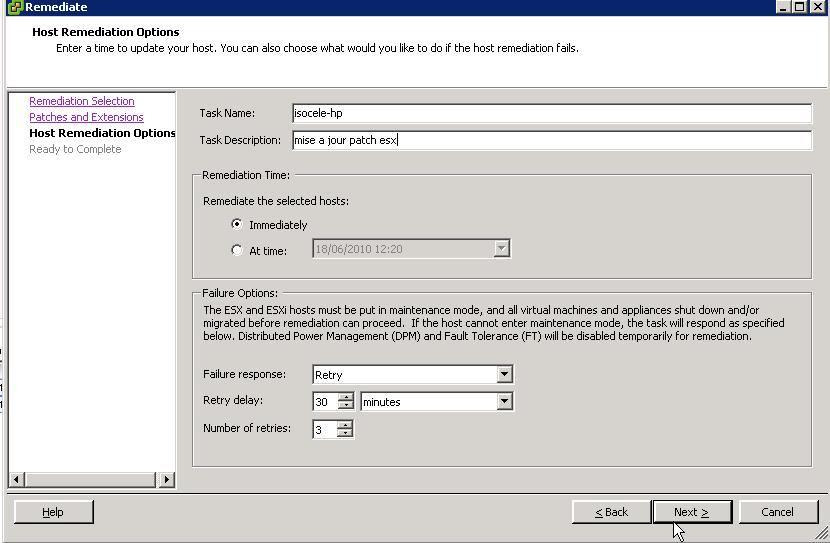 Remediate
Host Remediation Options
Enter a time to update your host. You can also choose what would you like to do if the host remediation fails.
Remediation Selection
Patches and Extensions
Host Remediation Options
Ready to Complete
Task Name: isocele-hp
Task Description: mise a jour patch esx
Remediation Time:
Remediate the selected hosts:
Immediately
At time: 18/06/2010 12:20
Failure Options:
The ESX and ESXi hosts must be put in maintenance mode, and all virtual machines and appliances shut down and/or
migrated before remediation can proceed. If the host cannot enter maintenance mode, the task will respond as specified
below. Distributed Power Management (DPM) and Fault Tolerance (FT) will be disabled temporarily for remediation.
Failure response: Retry
Retry delay: 30 minutes
Number of retries: 3
Help
< Back
Next >
Cancel